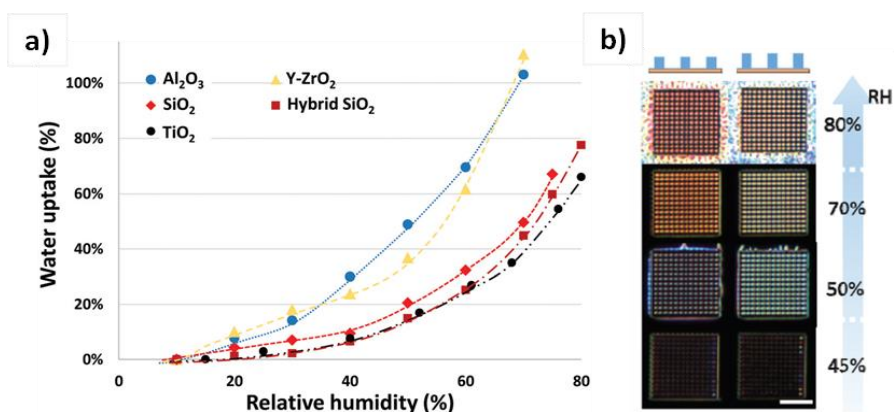 a)
Water uptake (%)
100%
80%
60%
40%
20%
0%
Al₂O₃
Y-ZrO₂
SiO₂
Hybrid SiO₂
TiO₂
0 20 40 60 80
Relative humidity (%)
b)
RH
80%
70%
50%
45%